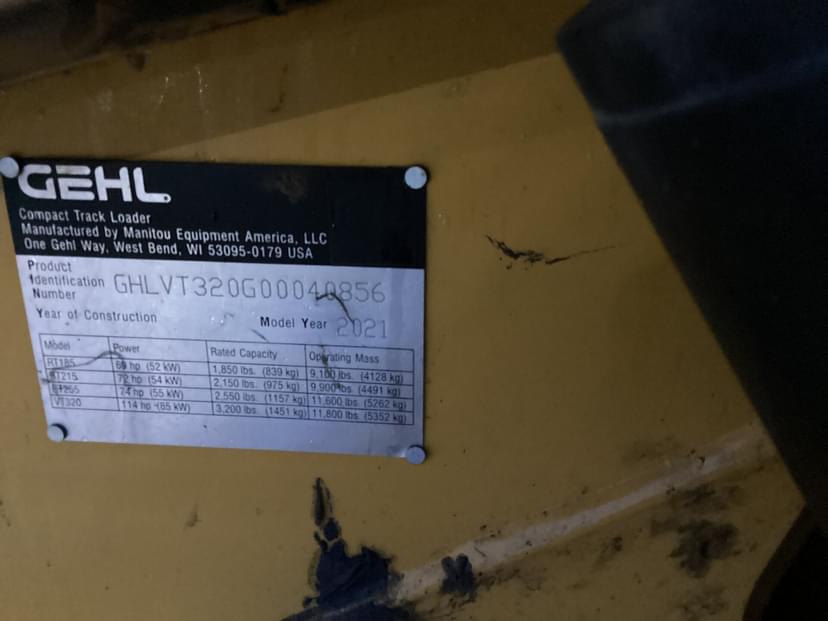 GEHL
Compact Track Loader
Manufactured by Manitou Equipment America, LLC
One Gehl Way, West Bend, WI 53095-0179 USA
Product
Identification GHLVT320G00040856
Number
Year of Construction Model Year 2021
Model Power Rated Capacity Operating Mass
RT185 69 hp (52 kW) 1,850 lbs. (839 kg) 9,100 lbs. (4128 kg)
RT215 72 hp (54 kW) 2,150 lbs. (975 kg) 9,900 lbs. (4491 kg)
RT255 74 hp (55 kW) 2,550 lbs. (1157 kg) 11,600 lbs. (5262 kg)
VT320 114 hp (85 kW) 3,200 lbs. (1451 kg) 11,800 lbs. (5352 kg)